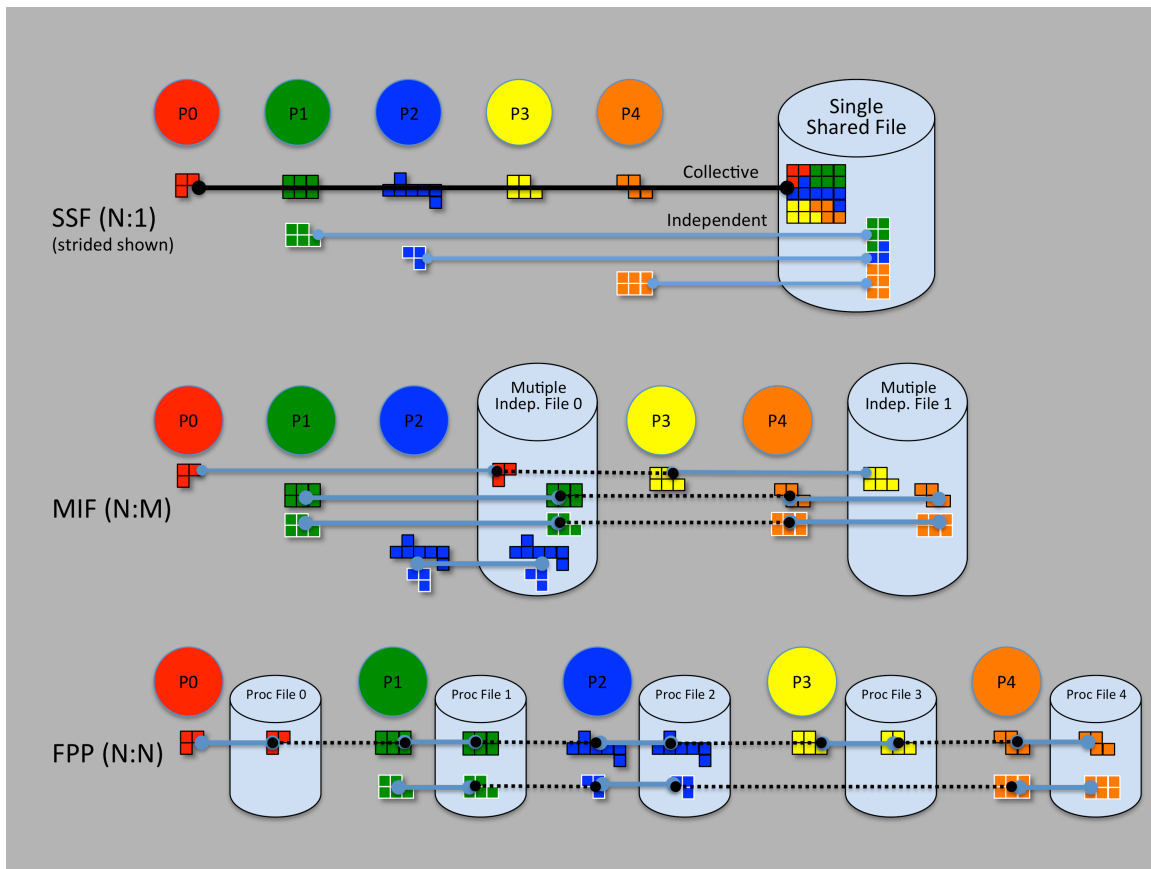 P0
P1
P2
P3
P4
Single
Shared File
Collective
SSF (N:1)
(strided shown)
Independent
P0
P1
P2
Mutiple
Indep. File 0
P3
P4
Mutiple
Indep. File 1
MIF (N:M)
P0
Proc File 0
P1
Proc File 1
P2
Proc File 2
P3
Proc File 3
P4
Proc File 4
FPP (N:N)